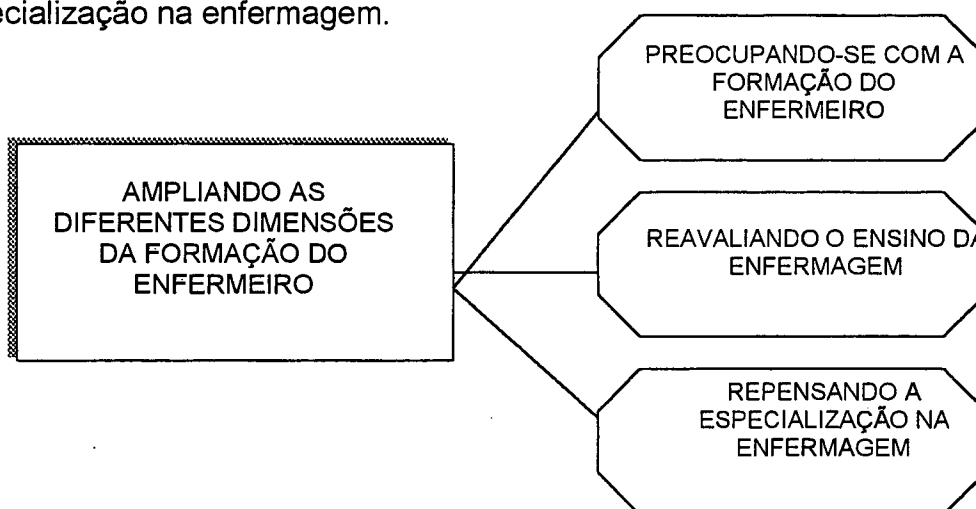 ecialização na enfermagem.
PREOCUPANDO-SE COM A
FORMAÇÃO DO
ENFERMEIRO
AMPLIANDO AS
DIFERENTES DIMENSÕES
DA FORMAÇÃO DO
ENFERMEIRO
REAVALIANDO O ENSINO DA
ENFERMAGEM
REPENSANDO A
ESPECIALIZAÇÃO NA
ENFERMAGEM